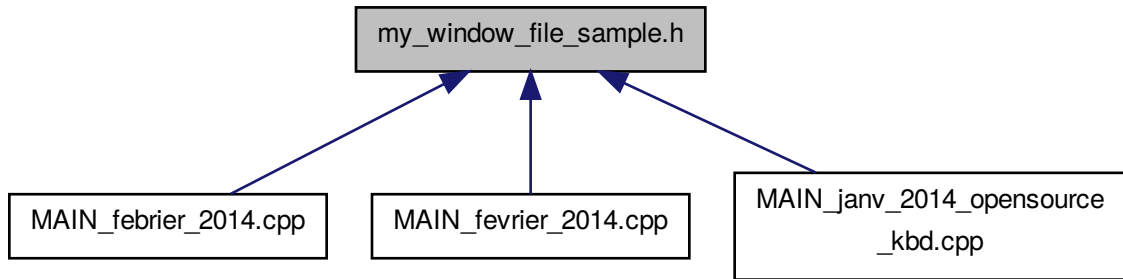 my_window_file_sample.h
MAIN_febrier_2014.cpp
MAIN_fevrier_2014.cpp
MAIN_janv_2014_opensource
_kbd.cpp